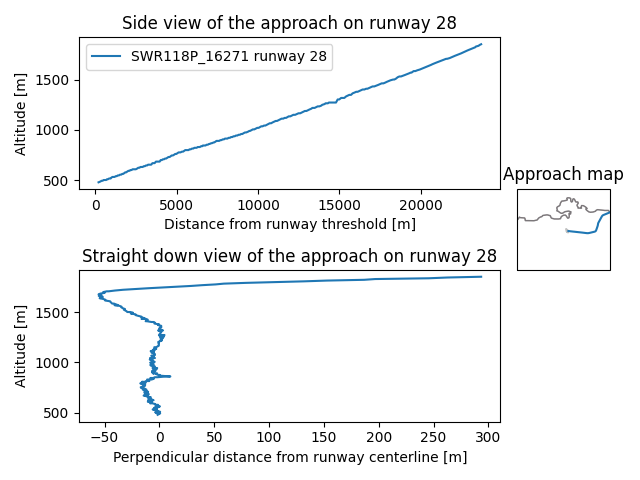 Side view of the approach on runway 28
SWR118P_16271 runway 28
Altitude [m]
1500
1000
500
0
5000
10000
15000
20000
Distance from runway threshold [m]
Approach map
Straight down view of the approach on runway 28
Altitude [m]
1500
1000
500
−50
0
50
100
150
200
250
300
Perpendicular distance from runway centerline [m]